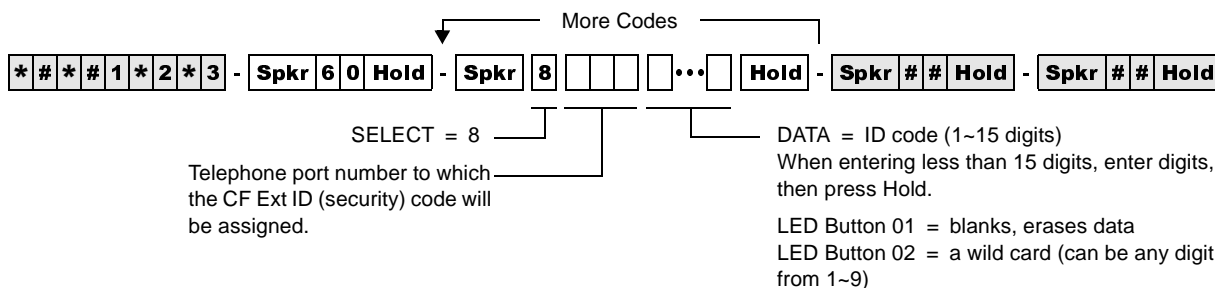 More Codes
* # * # 1 * 2 * 3 - Spkr 6 0 Hold - Spkr 8 ••• Hold - Spkr # # Hold - Spkr # # Hold
SELECT = 8
Telephone port number to which
the CF Ext ID (security) code will
be assigned.
DATA = ID code (1~15 digits)
When entering less than 15 digits, enter digits,
then press Hold.
LED Button 01 = blanks, erases data
LED Button 02 = a wild card (can be any digit
from 1~9)